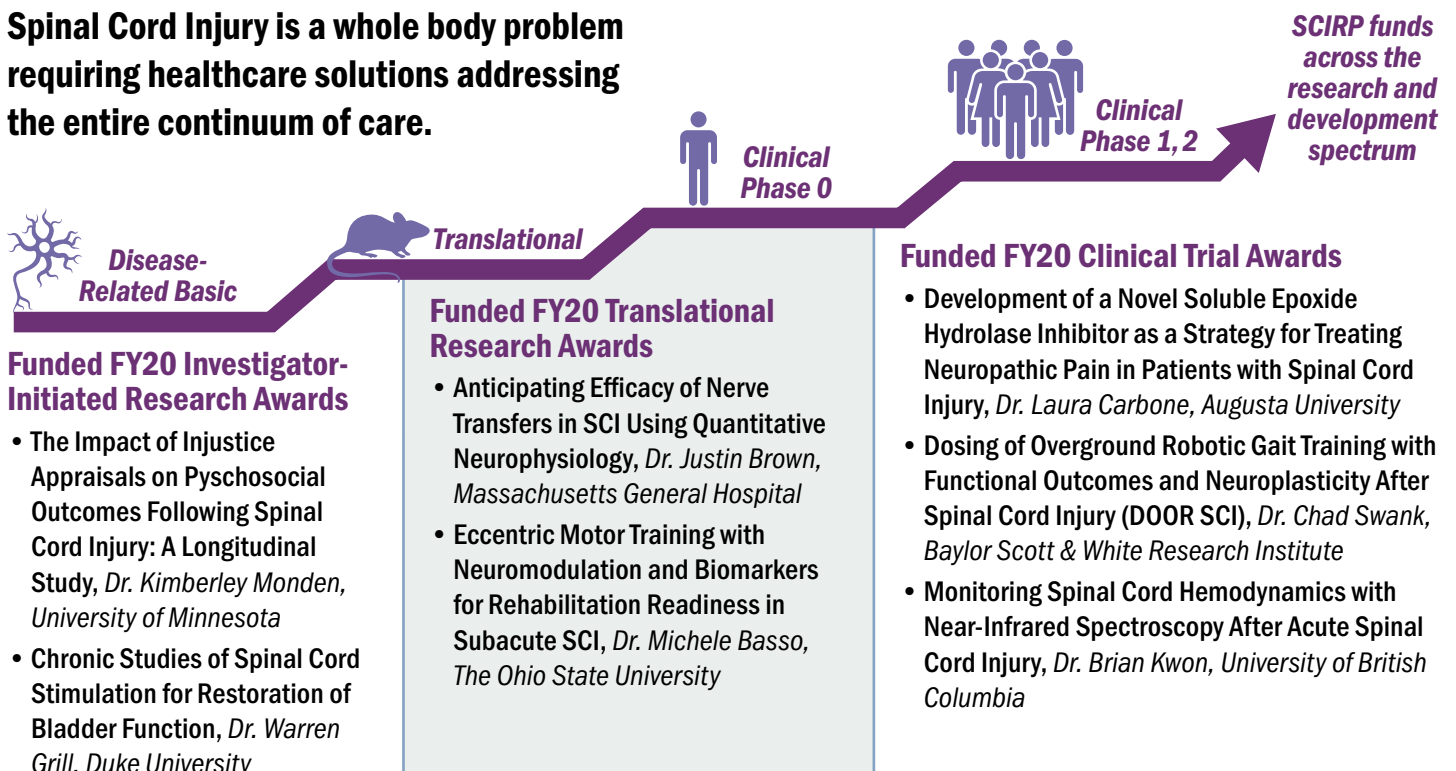 Spinal Cord Injury is a whole body problem
requiring healthcare solutions addressing
the entire continuum of care.
SCIRP funds
across the
research and
development
spectrum
Clinical
Phase 1, 2
Clinical
Phase 0
Translational
Disease-
Related Basic
Funded FY20 Investigator-
Initiated Research Awards
• The Impact of Injustice
Appraisals on Pyschosocial
Outcomes Following Spinal
Cord Injury: A Longitudinal
Study, Dr. Kimberley Monden,
University of Minnesota
• Chronic Studies of Spinal Cord
Stimulation for Restoration of
Bladder Function, Dr. Warren
Grill, Duke University
Funded FY20 Translational
Research Awards
• Anticipating Efficacy of Nerve
Transfers in SCI Using Quantitative
Neurophysiology, Dr. Justin Brown,
Massachusetts General Hospital
• Eccentric Motor Training with
Neuromodulation and Biomarkers
for Rehabilitation Readiness in
Subacute SCI, Dr. Michele Basso,
The Ohio State University
Funded FY20 Clinical Trial Awards
• Development of a Novel Soluble Epoxide
Hydrolase Inhibitor as a Strategy for Treating
Neuropathic Pain in Patients with Spinal Cord
Injury, Dr. Laura Carbone, Augusta University
• Dosing of Overground Robotic Gait Training with
Functional Outcomes and Neuroplasticity After
Spinal Cord Injury (DOOR SCI), Dr. Chad Swank,
Baylor Scott & White Research Institute
• Monitoring Spinal Cord Hemodynamics with
Near-Infrared Spectroscopy After Acute Spinal
Cord Injury, Dr. Brian Kwon, University of British
Columbia